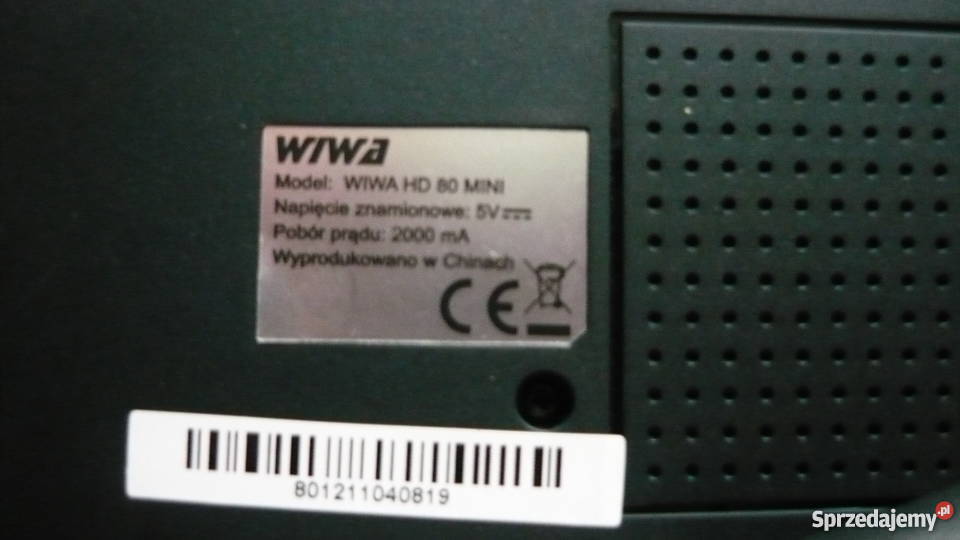 WIWA
Model: WIWA HD 80 MINI
Napięcie znamionowe: 5V
Pobór prądu: 2000 mA
Wyprodukowano w Chinach
CE
801211040819
Sprzedajemy.pl